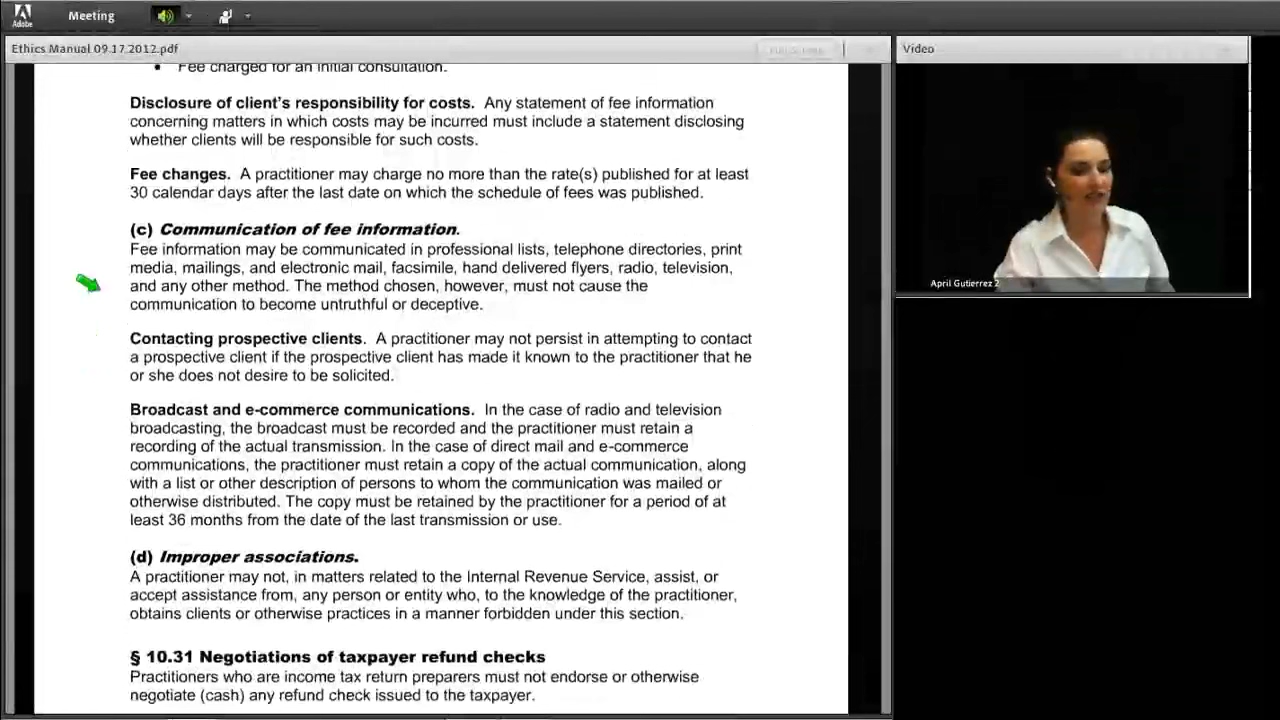 Adobe
Meeting
Ethics Manual 09.17.2012.pdf
Video
• Fee charged for an initial consultation.
Disclosure of client's responsibility for costs. Any statement of fee information
concerning matters in which costs may be incurred must include a statement disclosing
whether clients will be responsible for such costs.
Fee changes. A practitioner may charge no more than the rate(s) published for at least
30 calendar days after the last date on which the schedule of fees was published.
(c) Communication of fee information.
Fee information may be communicated in professional lists, telephone directories, print
media, mailings, and electronic mail, facsimile, hand delivered flyers, radio, television,
and any other method. The method chosen, however, must not cause the
communication to become untruthful or deceptive.
Contacting prospective clients. A practitioner may not persist in attempting to contact
a prospective client if the prospective client has made it known to the practitioner that he
or she does not desire to be solicited.
Broadcast and e-commerce communications. In the case of radio and television
broadcasting, the broadcast must be recorded and the practitioner must retain a
recording of the actual transmission. In the case of direct mail and e-commerce
communications, the practitioner must retain a copy of the actual communication, along
with a list or other description of persons to whom the communication was mailed or
otherwise distributed. The copy must be retained by the practitioner for a period of at
least 36 months from the date of the last transmission or use.
(d) Improper associations.
A practitioner may not, in matters related to the Internal Revenue Service, assist, or
accept assistance from, any person or entity who, to the knowledge of the practitioner,
obtains clients or otherwise practices in a manner forbidden under this section.
§ 10.31 Negotiations of taxpayer refund checks
Practitioners who are income tax return preparers must not endorse or otherwise
negotiate (cash) any refund check issued to the taxpayer.
April Gutierrez 2